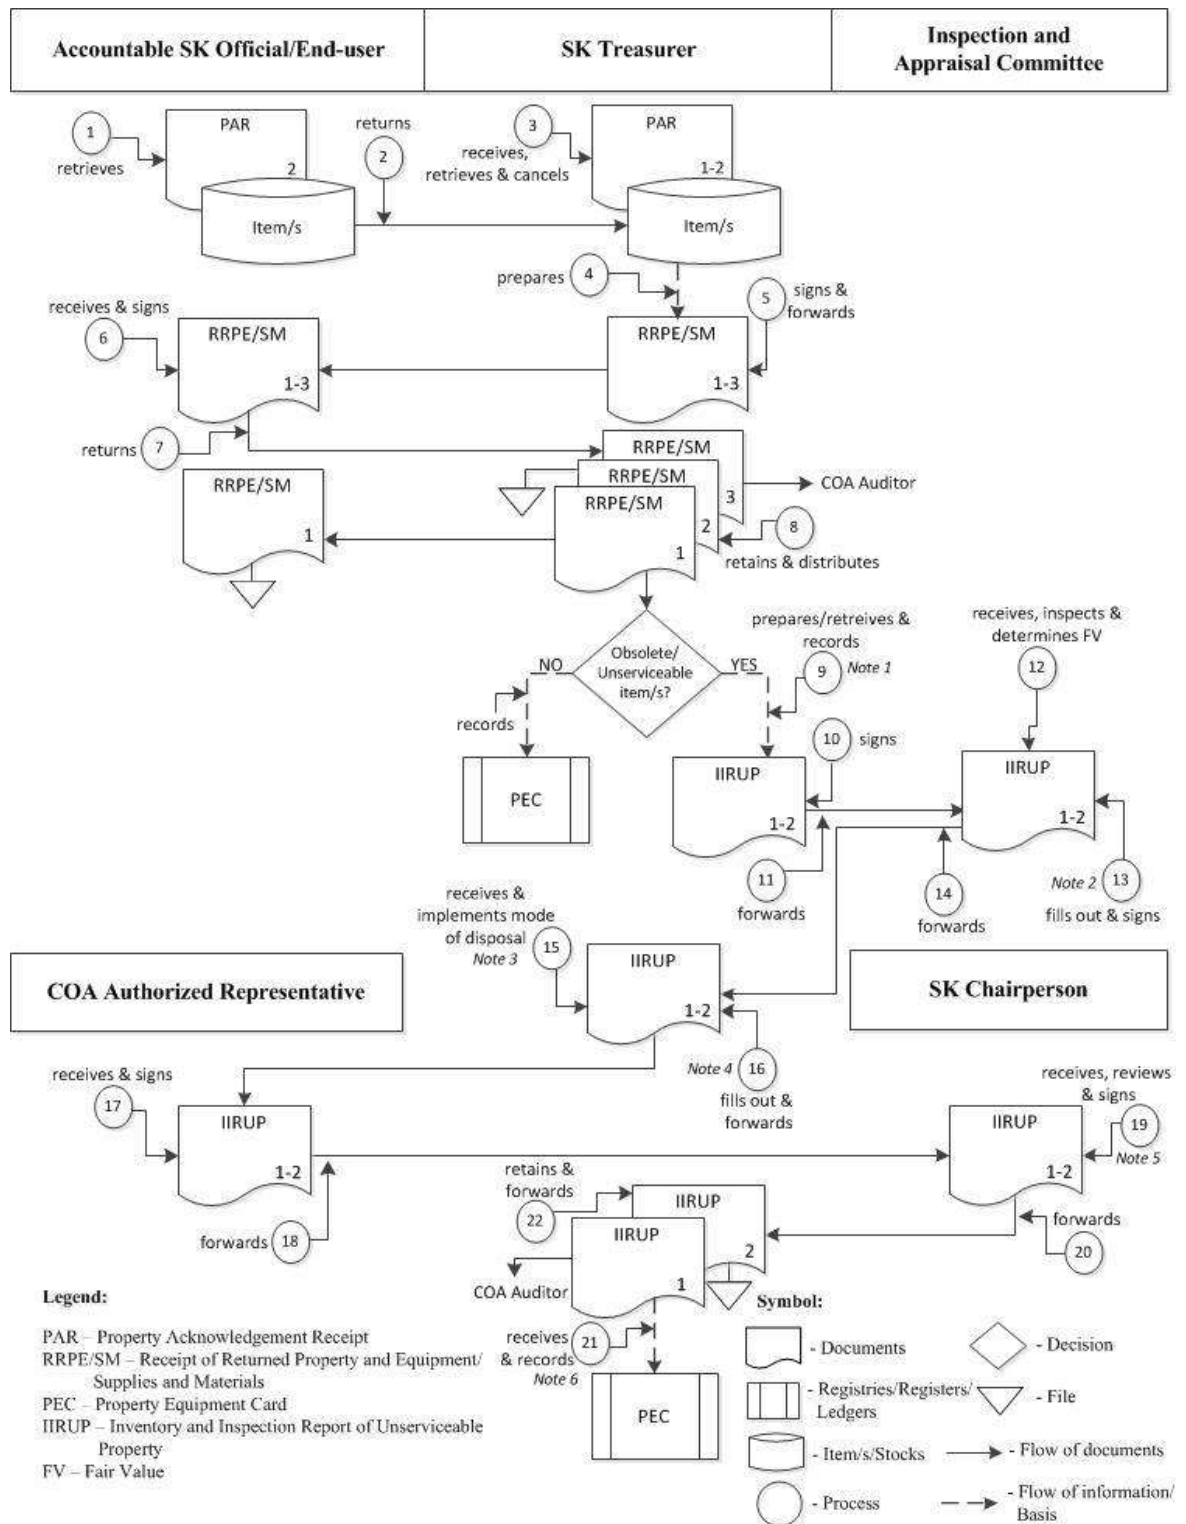 Accountable SK Official/End-user
SK Treasurer
Inspection and
Appraisal Committee
1
retrieves
PAR
2
Item/s
returns
2
3
receives,
retrieves & cancels
PAR
1-2
Item/s
prepares
4
5
signs &
forwards
receives & signs
6
RRPE/SM
1-3
RRPE/SM
1-3
returns
7
RRPE/SM
3
RRPE/SM
2
RRPE/SM
1
COA Auditor
8
retains & distributes
RRPE/SM
1
Obsolete/
Unserviceable
item/s?
NO
YES
records
PEC
prepares/retreives &
records
9
Note 1
receives, inspects &
determines FV
12
10
signs
IIRUP
1-2
IIRUP
1-2
11
forwards
14
forwards
Note 2
13
fills out & signs
receives &
implements mode
of disposal
Note 3
15
IIRUP
1-2
COA Authorized Representative
SK Chairperson
Note 4
16
fills out &
forwards
receives & signs
17
IIRUP
1-2
receives, reviews
& signs
19
Note 5
IIRUP
1-2
forwards
18
forwards
20
retains &
forwards
22
IIRUP
2
IIRUP
1
COA Auditor
receives
& records
21
Note 6
PEC
Legend:
PAR – Property Acknowledgement Receipt
RRPE/SM – Receipt of Returned Property and Equipment/
Supplies and Materials
PEC – Property Equipment Card
IIRUP – Inventory and Inspection Report of Unserviceable
Property
FV – Fair Value
Symbol:
- Documents
- Decision
- Registries/Registers/
Ledgers
- File
- Item/s/Stocks
- Flow of documents
- Process
- Flow of information/
Basis